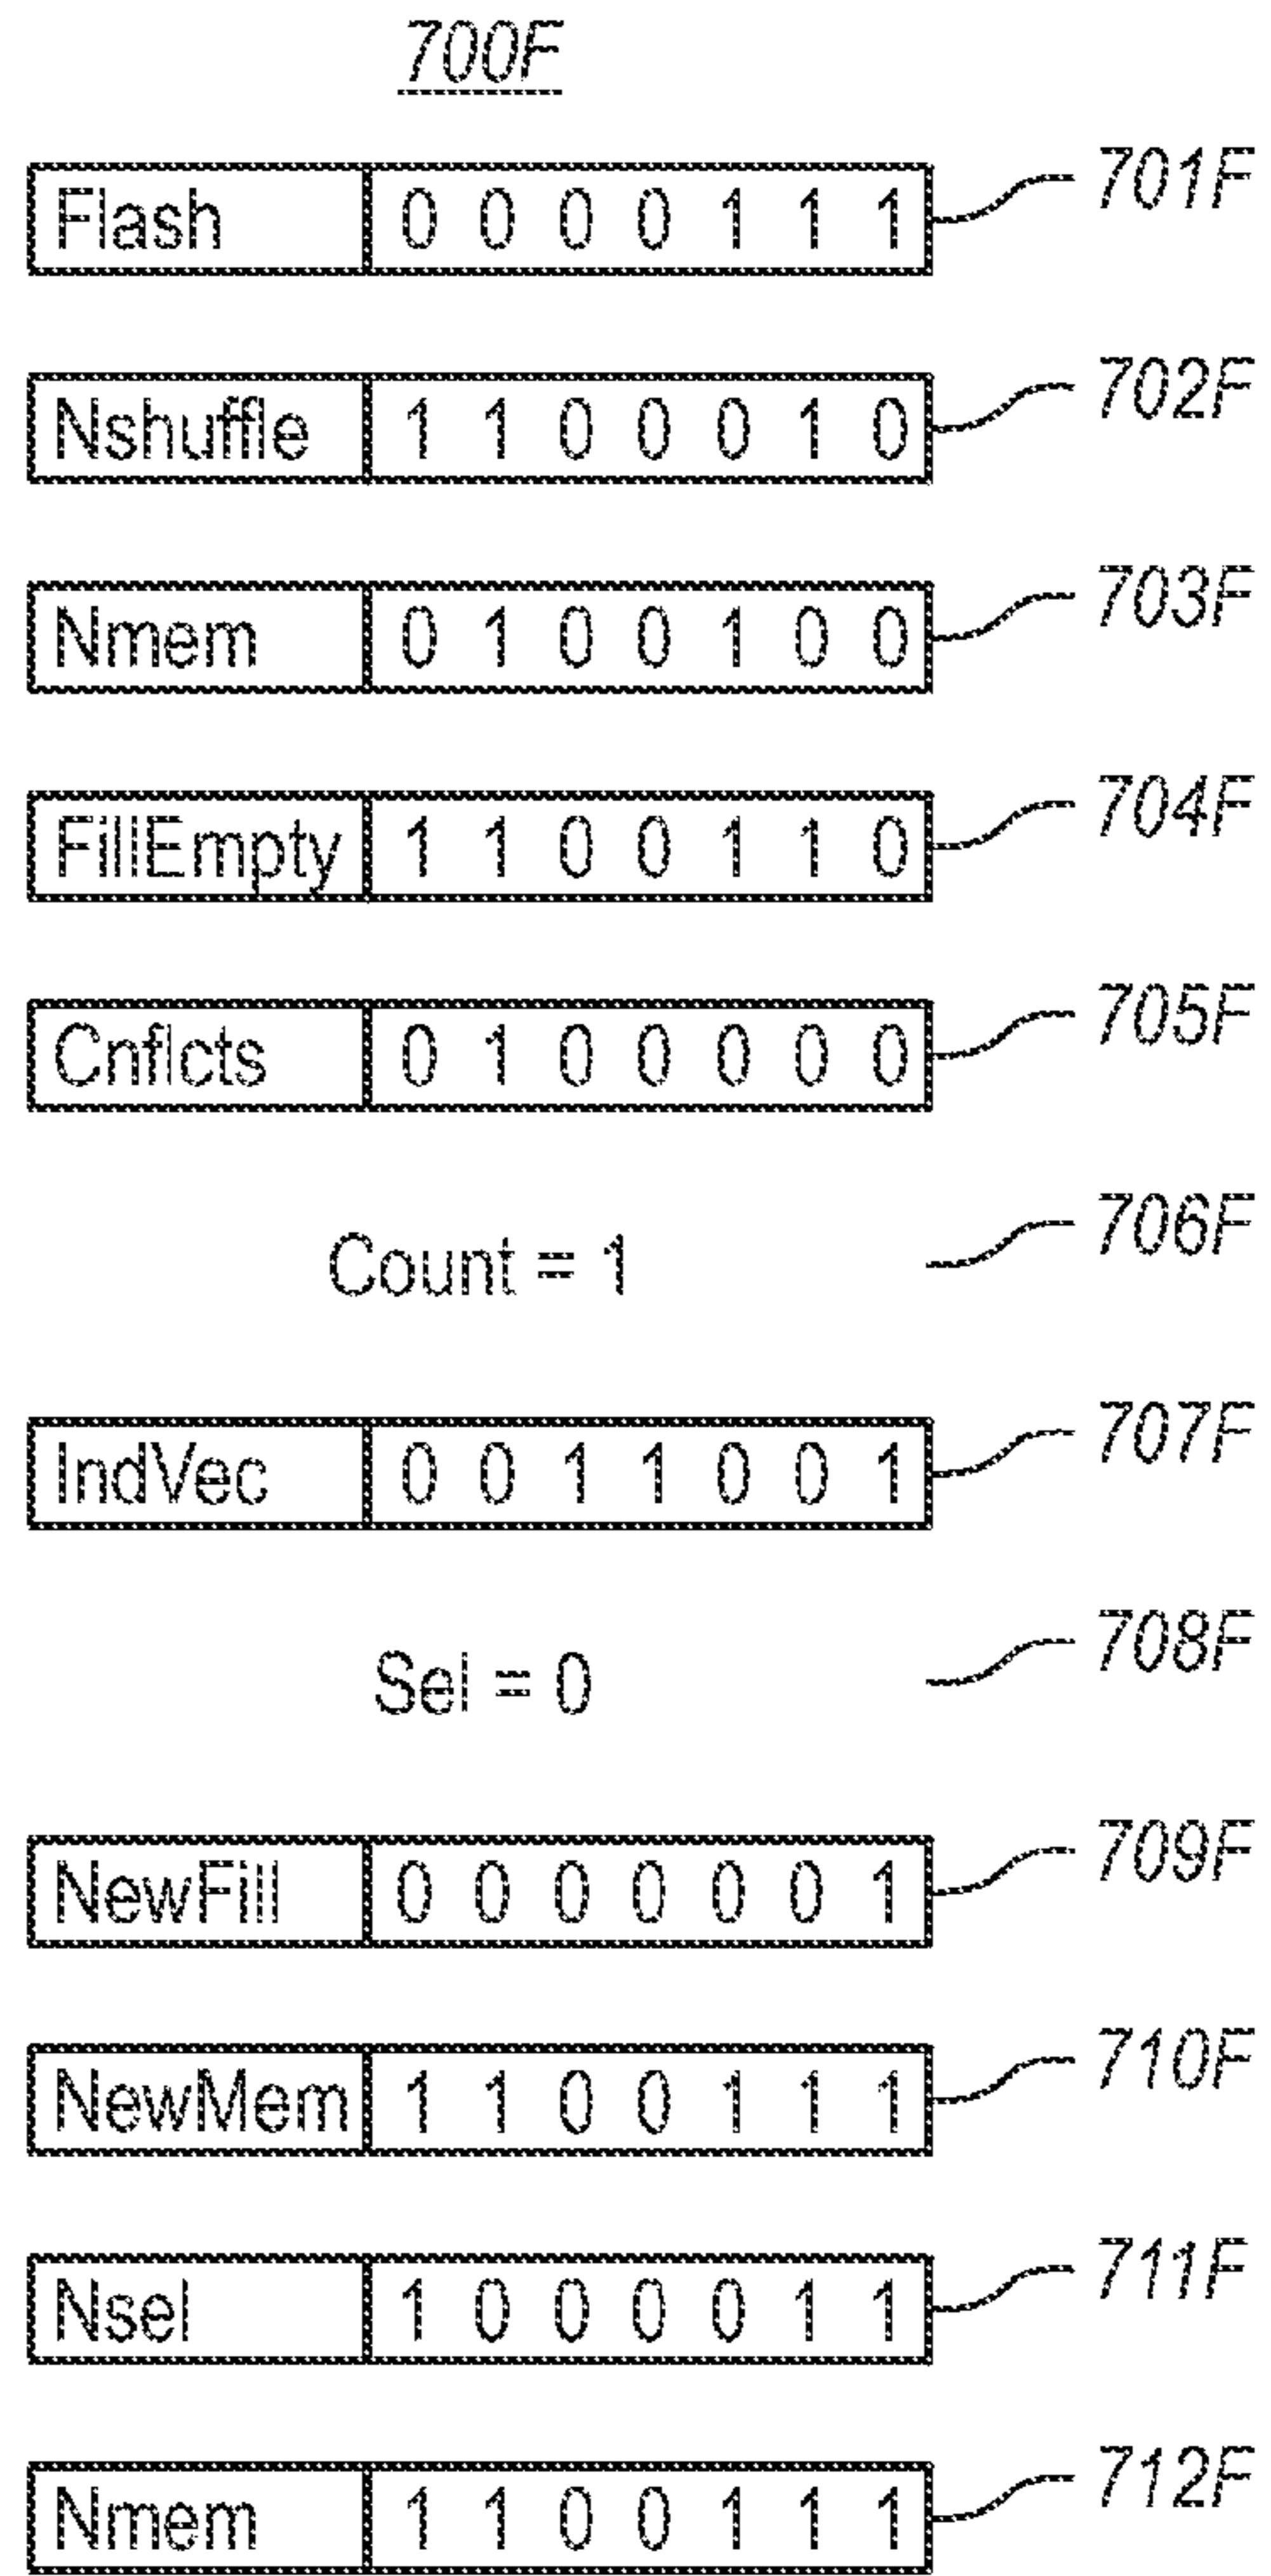 700F
Flash 0 0 0 0 1 1 1 701F
Nshuffle 1 1 0 0 0 1 0 702F
Nmem 0 1 0 0 1 0 0 703F
FillEmpty 1 1 0 0 1 1 0 704F
Cnflcts 0 1 0 0 0 0 0 705F
Count = 1 706F
IndVec 0 0 1 1 0 0 1 707F
Sel = 0 708F
NewFill 0 0 0 0 0 0 1 709F
NewMem 1 1 0 0 1 1 1 710F
Nsel 1 0 0 0 0 1 1 711F
Nmem 1 1 0 0 1 1 1 712F